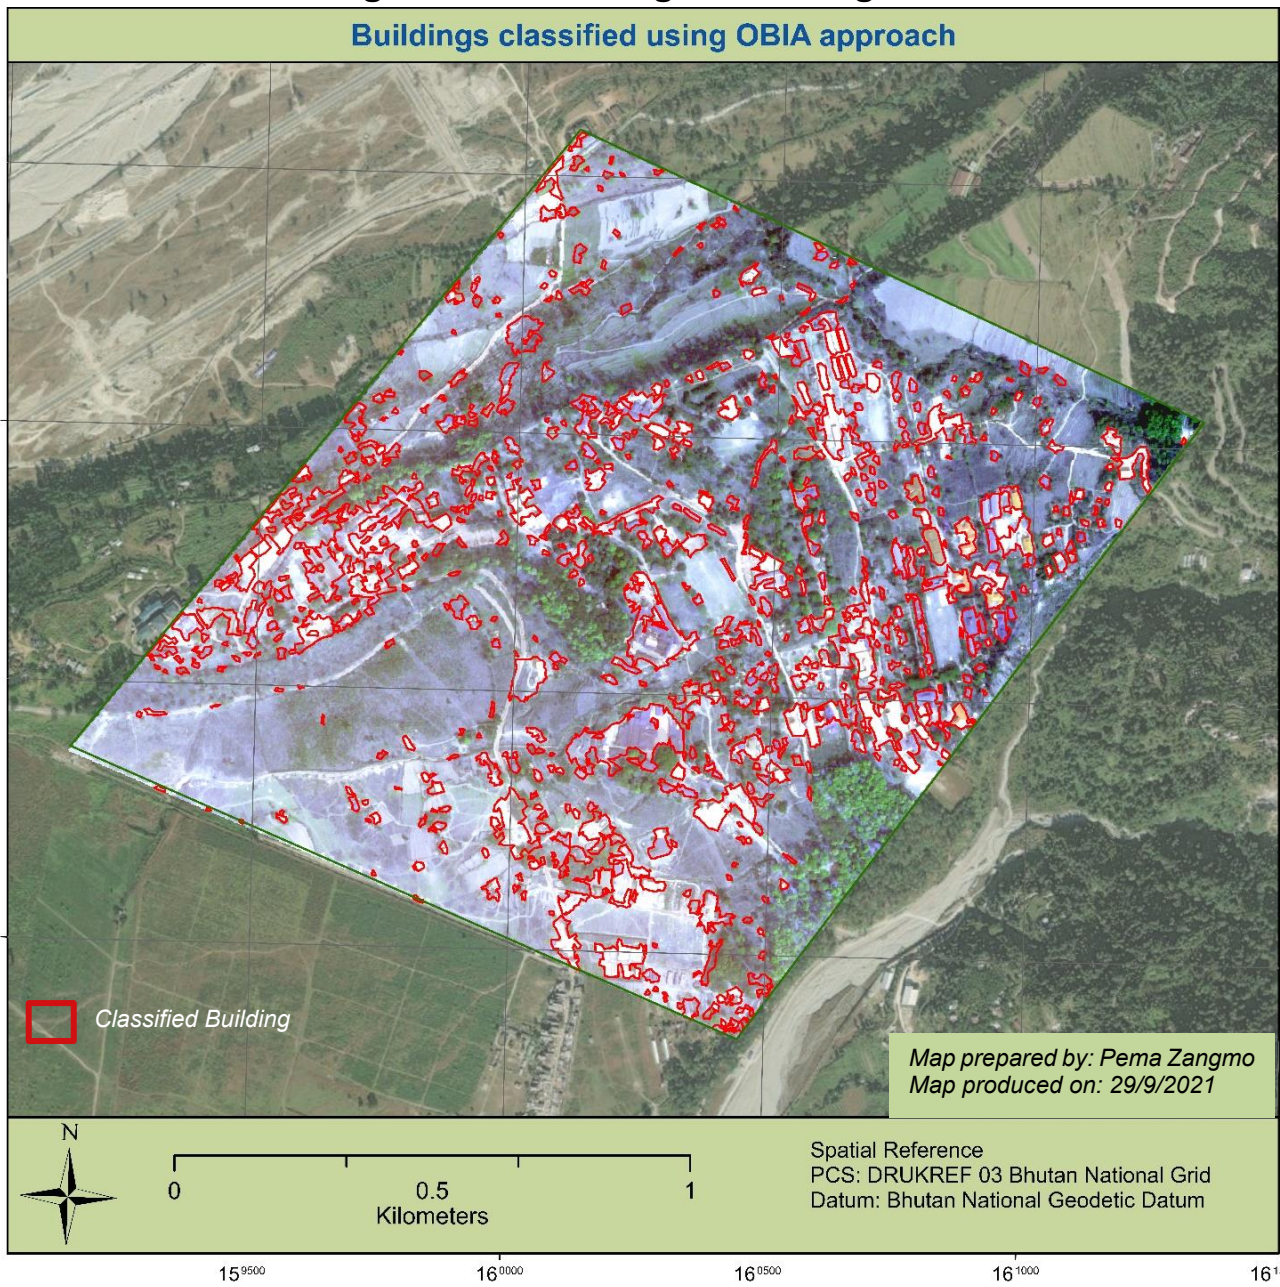 Buildings classified using OBIA approach
Classified Building
Map prepared by: Pema Zangmo
Map produced on: 29/9/2021
N
0 0.5 1
Kilometers
Spatial Reference
PCS: DRUKREF 03 Bhutan National Grid
Datum: Bhutan National Geodetic Datum
15⁹⁵⁰⁰ 16⁰⁰⁰⁰ 16⁰⁵⁰⁰ 16¹⁰⁰⁰